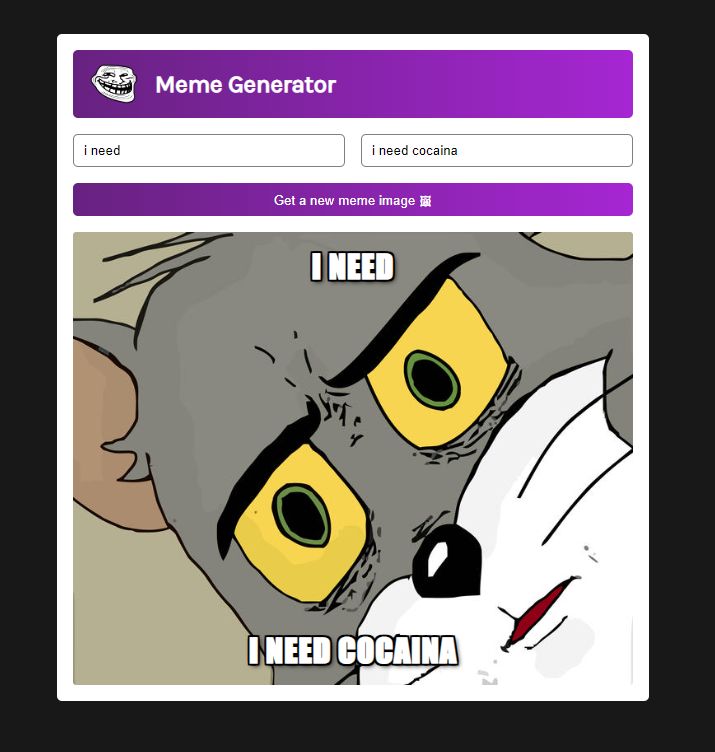 Meme Generator
i need
i need cocaina
Get a new meme image 🖼
I NEED
I NEED COCAINA